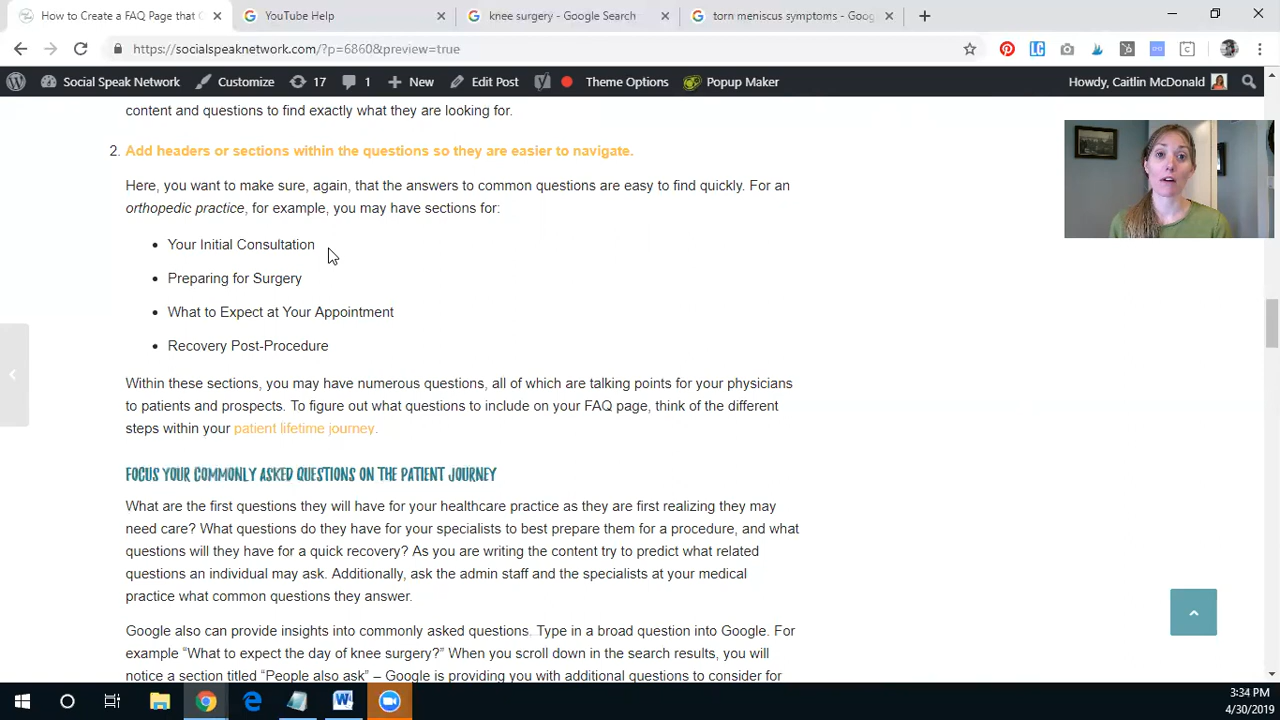 How to Create a FAQ Page that C
YouTube Help
knee surgery - Google Search
torn meniscus symptoms - Goog
https://socialspeaknetwork.com/?p=6860&preview=true
Social Speak Network
Customize
17
1
New
Edit Post
Theme Options
Popup Maker
Howdy, Caitlin McDonald
content and questions to find exactly what they are looking for.
2. Add headers or sections within the questions so they are easier to navigate.
Here, you want to make sure, again, that the answers to common questions are easy to find quickly. For an
orthopedic practice, for example, you may have sections for:
• Your Initial Consultation
• Preparing for Surgery
• What to Expect at Your Appointment
• Recovery Post-Procedure
Within these sections, you may have numerous questions, all of which are talking points for your physicians
to patients and prospects. To figure out what questions to include on your FAQ page, think of the different
steps within your patient lifetime journey.
FOCUS YOUR COMMONLY ASKED QUESTIONS ON THE PATIENT JOURNEY
What are the first questions they will have for your healthcare practice as they are first realizing they may
need care? What questions do they have for your specialists to best prepare them for a procedure, and what
questions will they have for a quick recovery? As you are writing the content try to predict what related
questions an individual may ask. Additionally, ask the admin staff and the specialists at your medical
practice what common questions they answer.
Google also can provide insights into commonly asked questions. Type in a broad question into Google. For
example “What to expect the day of knee surgery?” When you scroll down in the search results, you will
notice a section titled “People also ask” – Google is providing you with additional questions to consider for
3:34 PM
4/30/2019